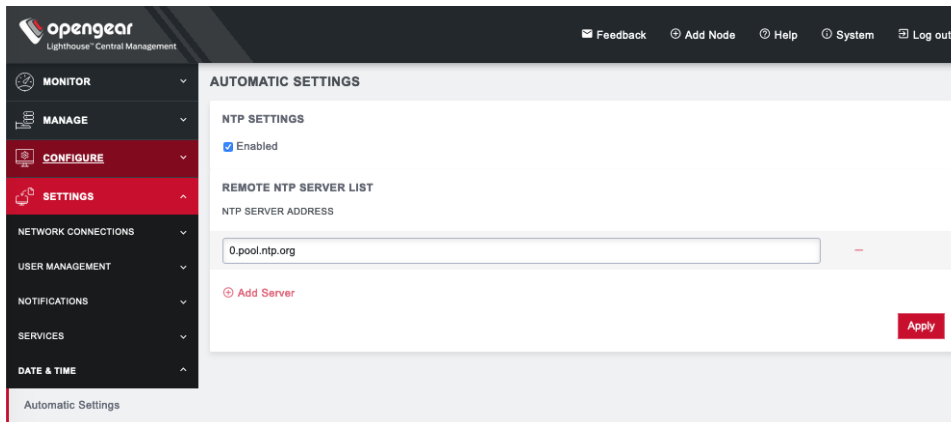 opengear
Lighthouse™ Central Management
Feedback
Add Node
Help
System
Log out
MONITOR
MANAGE
CONFIGURE
SETTINGS
NETWORK CONNECTIONS
USER MANAGEMENT
NOTIFICATIONS
SERVICES
DATE & TIME
Automatic Settings
AUTOMATIC SETTINGS
NTP SETTINGS
Enabled
REMOTE NTP SERVER LIST
NTP SERVER ADDRESS
0.pool.ntp.org
Add Server
Apply